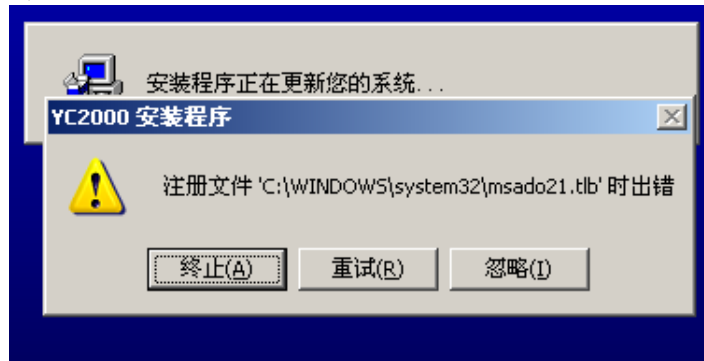 安装程序正在更新您的系统...
YC2000 安装程序
注册文件 'C:\WINDOWS\system32\msado21.tlb' 时出错
终止(A)
重试(R)
忽略(I)